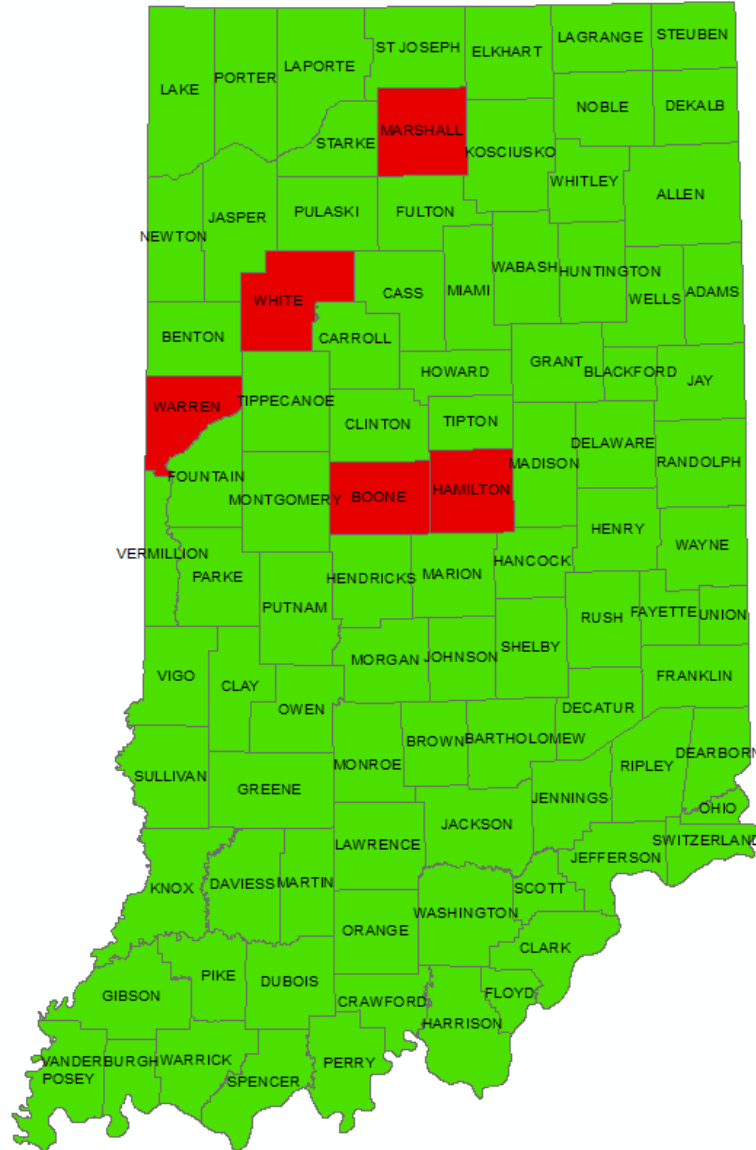 ST JOSEPH
ELKHART
LAGRANGE
STEUBEN
LAKE
PORTER
LAPORTE
NOBLE
DEKALB
MARSHALL
STARKE
KOSCIUSKO
WHITLEY
ALLEN
NEWTON
JASPER
PULASKI
FULTON
WHITE
CASS
MIAMI
WABASH
HUNTINGTON
WELLS
ADAMS
BENTON
CARROLL
HOWARD
GRANT
BLACKFORD
JAY
WARREN
TIPPECANOE
CLINTON
TIPTON
MADISON
DELAWARE
RANDOLPH
FOUNTAIN
MONTGOMERY
BOONE
HAMILTON
HENRY
WAYNE
VERMILLION
PARKE
PUTNAM
HENDRICKS
MARION
HANCOCK
RUSH
FAYETTE
UNION
VIGO
CLAY
OWEN
MORGAN
JOHNSON
SHELBY
DECATUR
FRANKLIN
SULLIVAN
GREENE
MONROE
BROWN
BARTHOLOMEW
JENNINGS
RIPLEY
DEARBORN
OHIO
SWITZERLAND
KNOX
DAVIESS
MARTIN
LAWRENCE
JACKSON
SCOTT
JEFFERSON
ORANGE
WASHINGTON
CLARK
GIBSON
PIKE
DUBOIS
CRAWFORD
HARRISON
FLOYD
VANDERBURGH
POSEY
WARRICK
SPENCER
PERRY